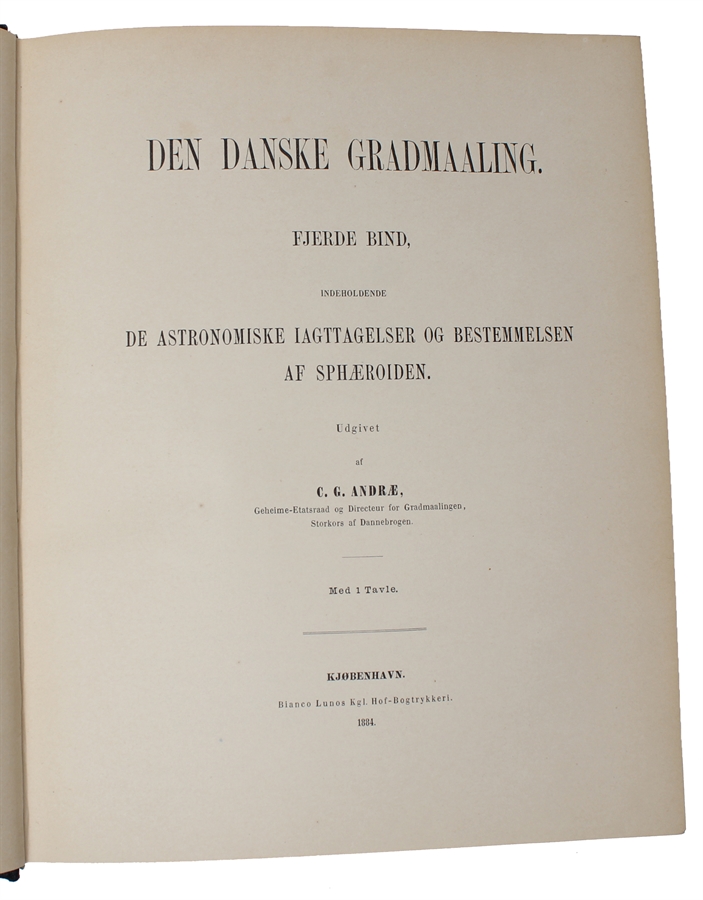 DEN DANSKE GRADMAALING.
FJERDE BIND,
INDEHOLDENDE
DE ASTRONOMISKE IAGTTAGELSER OG BESTEMMELSEN
AF SPHÆROIDEN.
Udgivet
af
C. G. ANDRÆ,
Geheime-Etatsraad og Directeur for Gradmaalingen,
Storkors af Dannebrogen.
Med 1 Tavle.
KJØBENHAVN.
Bianco Lunos Kgl. Hof-Bogtrykkeri.
1884.